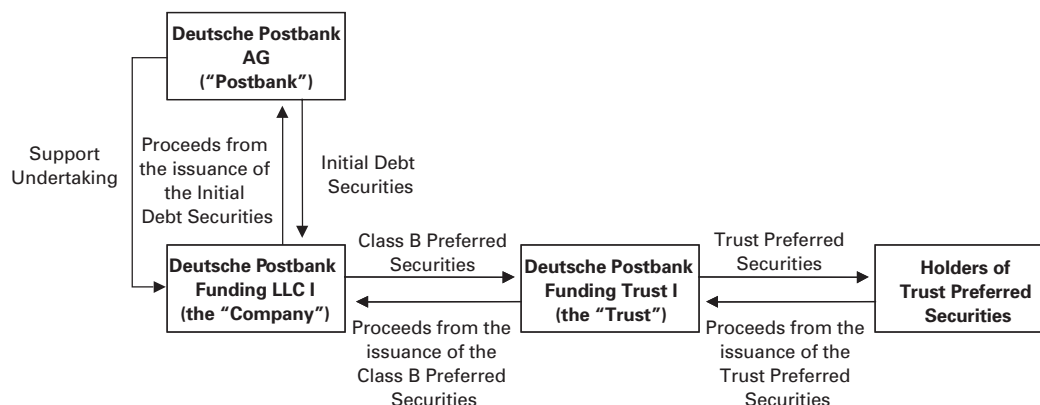 Deutsche Postbank
AG
(“Postbank”)
Support
Undertaking
Proceeds from
the issuance of
the Initial
Debt Securities
Initial Debt
Securities
Deutsche Postbank
Funding LLC I
(the “Company”)
Class B Preferred
Securities
Proceeds from the
issuance of the
Class B Preferred
Securities
Deutsche Postbank
Funding Trust I
(the “Trust”)
Trust Preferred
Securities
Proceeds from the
issuance of the
Trust Preferred
Securities
Holders of
Trust Preferred
Securities